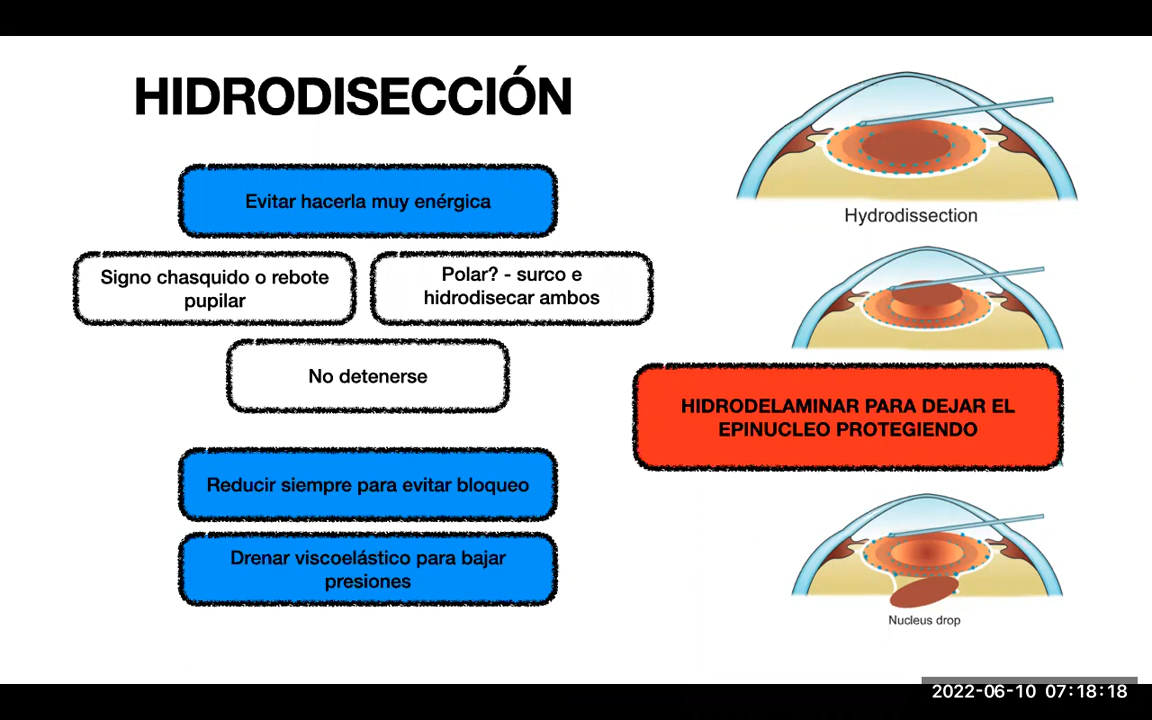 HIDRODISECCIÓN
Evitar hacerla muy enérgica
Signo chasquido o rebote
pupilar
Polar? - surco e
hidrodisecar ambos
No detenerse
Reducir siempre para evitar bloqueo
Drenar viscoelástico para bajar
presiones
Hydrodissection
HIDRODELAMINAR PARA DEJAR EL
EPINUCLEO PROTEGIENDO
Nucleus drop
2022-06-10 07:18:18